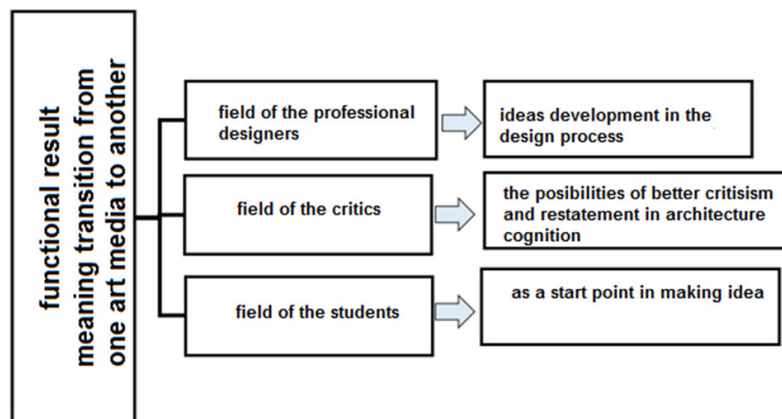 functional result
meaning transition from
one art media to another
field of the professional
designers
ideas development in the
design process
field of the critics
the posibilities of better critisism
and restatement in architecture
cognition
field of the students
as a start point in making idea